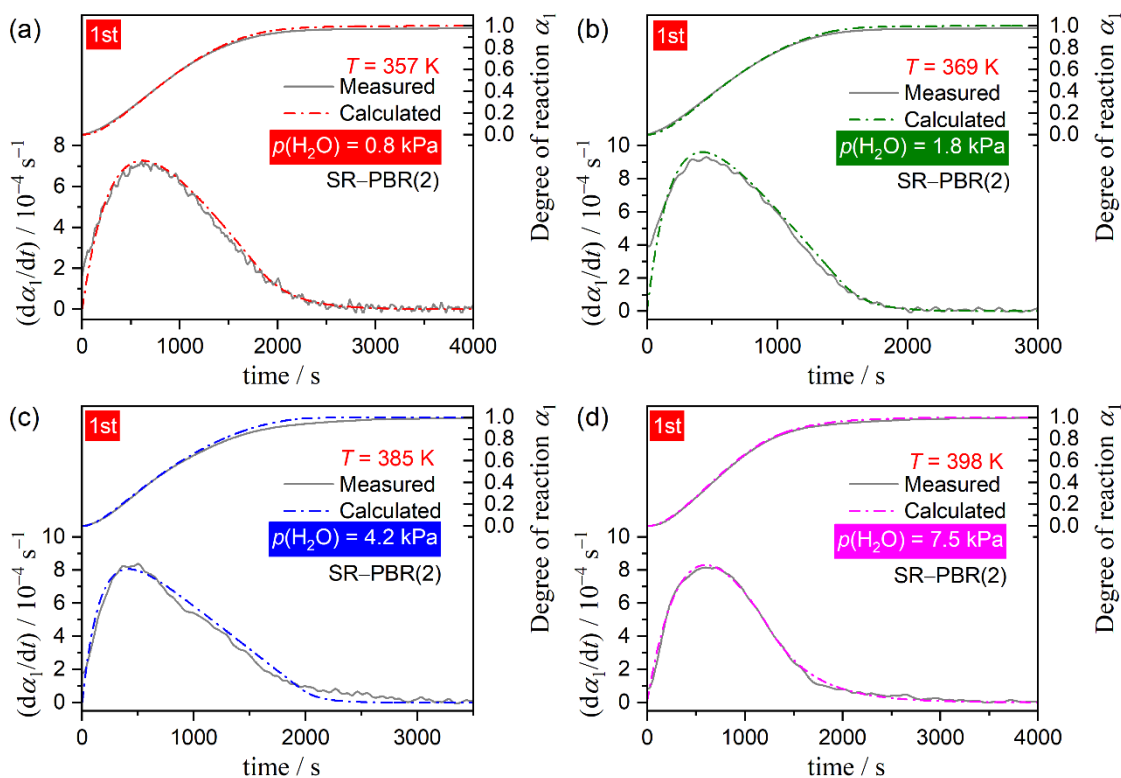 (a)
1st
T = 357 K
Measured
Calculated
p(H₂O) = 0.8 kPa
SR–PBR(2)
1.0
0.8
0.6
0.4
0.2
0.0
Degree of reaction α₁
8
6
4
2
0
(dα₁/dt) / 10⁻⁴ s⁻¹
0 1000 2000 3000 4000
time / s
(b)
1st
T = 369 K
Measured
Calculated
p(H₂O) = 1.8 kPa
SR–PBR(2)
1.0
0.8
0.6
0.4
0.2
0.0
Degree of reaction α₁
10
8
6
4
2
0
(dα₁/dt) / 10⁻⁴ s⁻¹
0 1000 2000 3000
time / s
(c)
1st
T = 385 K
Measured
Calculated
p(H₂O) = 4.2 kPa
SR–PBR(2)
1.0
0.8
0.6
0.4
0.2
0.0
Degree of reaction α₁
10
8
6
4
2
0
(dα₁/dt) / 10⁻⁴ s⁻¹
0 1000 2000 3000
time / s
(d)
1st
T = 398 K
Measured
Calculated
p(H₂O) = 7.5 kPa
SR–PBR(2)
1.0
0.8
0.6
0.4
0.2
0.0
Degree of reaction α₁
10
8
6
4
2
0
(dα₁/dt) / 10⁻⁴ s⁻¹
0 1000 2000 3000 4000
time / s